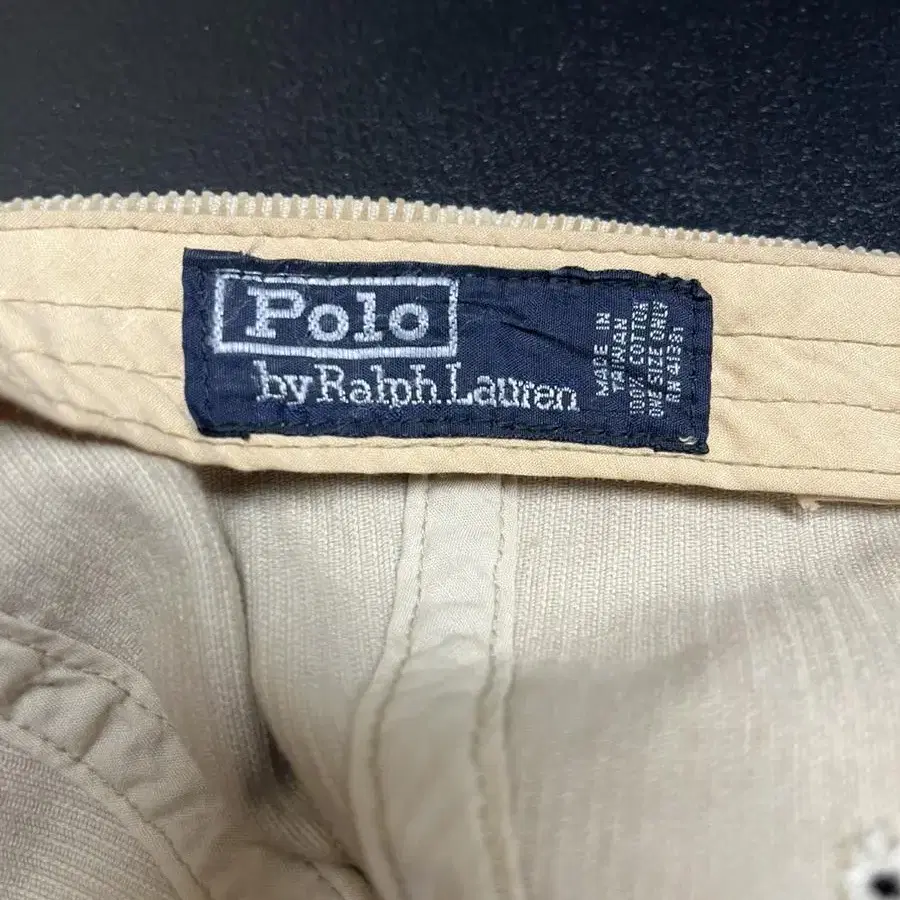 Polo
by Ralph Lauren
MADE IN
TAIWAN
100% COTTON
ONE SIZE ONLY
RN 41381